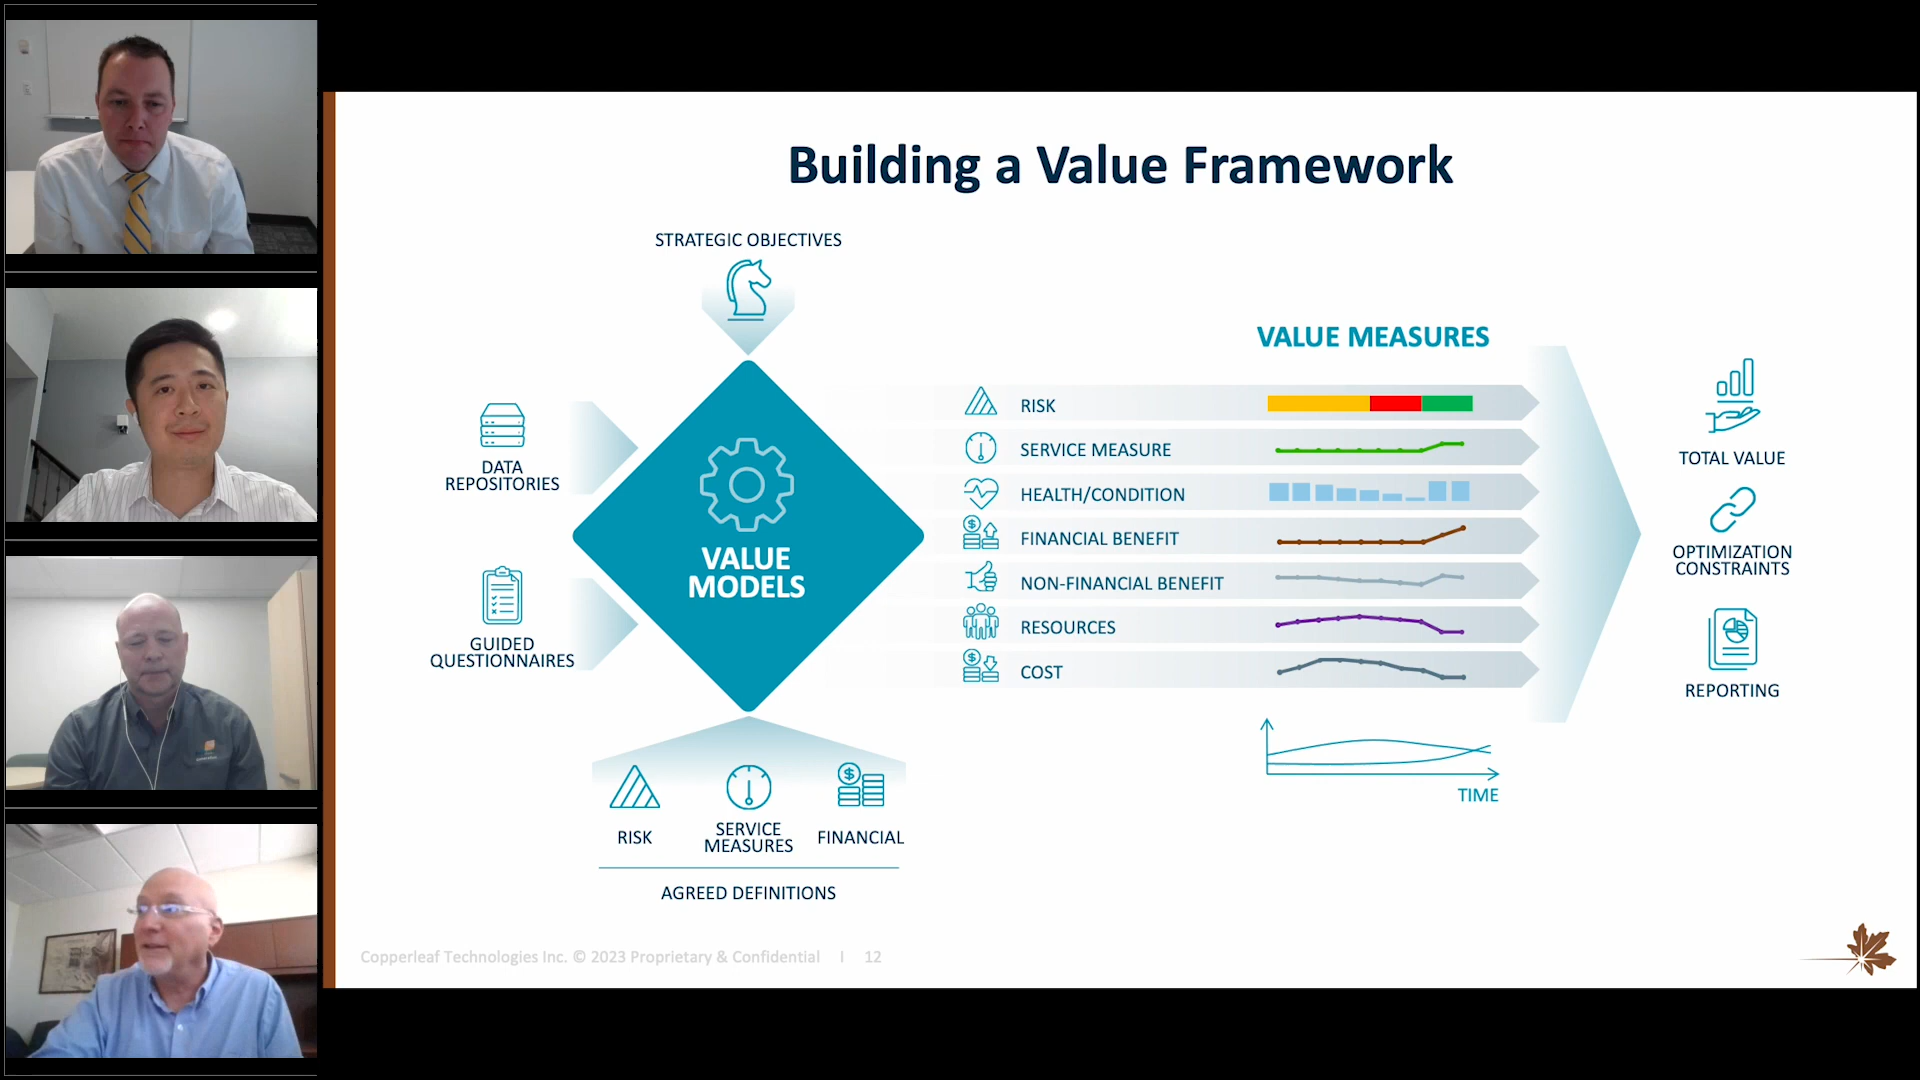 Building a Value Framework
STRATEGIC OBJECTIVES
DATA
REPOSITORIES
GUIDED
QUESTIONNAIRES
VALUE
MODELS
RISK
SERVICE
MEASURES
FINANCIAL
AGREED DEFINITIONS
VALUE MEASURES
RISK
SERVICE MEASURE
HEALTH/CONDITION
FINANCIAL BENEFIT
NON-FINANCIAL BENEFIT
RESOURCES
COST
TIME
TOTAL VALUE
OPTIMIZATION
CONSTRAINTS
REPORTING
Copperleaf Technologies Inc. © 2023 Proprietary & Confidential | 12